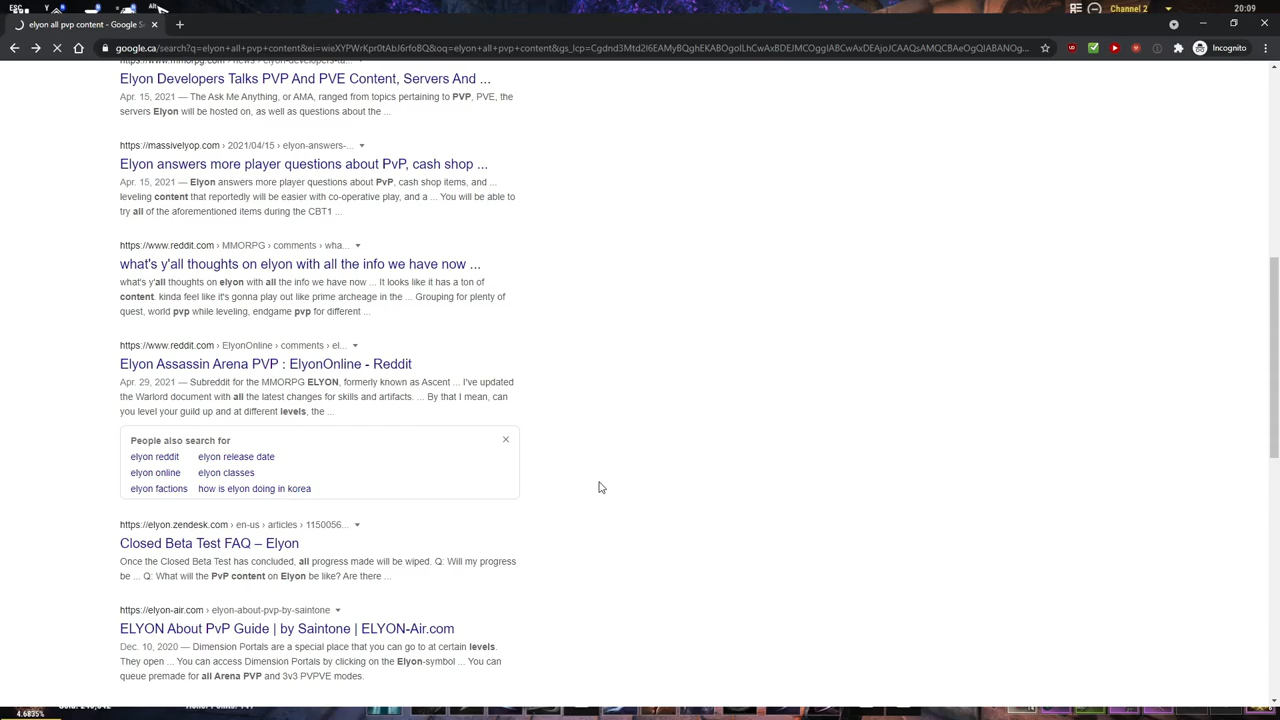 ESC
Y
N
N
Alt
N
Channel 2
20:09
elyon all pvp content - Google Se
google.ca/search?q=elyon+all+pvp+content&ei=wieXYPWrKpr0tAbJ6rfoBQ&oq=elyon+all+pvp+content&gs_lcp=
Incognito
Elyon Developers Talks PVP And PVE Content, Servers And ...
Apr. 15, 2021 — The Ask Me Anything, or AMA, ranged from topics pertaining to PVP, PVE, the
servers Elyon will be hosted on, as well as questions about the ...
https://massivelyop.com › 2021/04/15 › elyon-answers-...
Elyon answers more player questions about PvP, cash shop ...
Apr. 15, 2021 — Elyon answers more player questions about PvP, cash shop items, and ...
leveling content that reportedly will be easier with co-operative play, and a ... You will be able to
try all of the aforementioned items during the CBT1 ...
https://www.reddit.com › MMORPG › comments › wha...
what's y'all thoughts on elyon with all the info we have now ...
what's y'all thoughts on elyon with all the info we have now ... It looks like it has a ton of
content. kinda feel like it's gonna play out like prime archeage in the ... Grouping for plenty of
quest, world pvp while leveling, endgame pvp for different ...
https://www.reddit.com › ElyonOnline › comments › el...
Elyon Assassin Arena PVP : ElyonOnline - Reddit
Apr. 29, 2021 — Subreddit for the MMORPG ELYON, formerly known as Ascent ... I've updated
the Warlord document with all the latest changes for skills and artifacts. ... By that I mean, can
you level your guild up and at different levels, the ...
People also search for
elyon reddit elyon release date
elyon online elyon classes
elyon factions how is elyon doing in korea
https://elyon.zendesk.com › en-us › articles › 1150056...
Closed Beta Test FAQ – Elyon
Once the Closed Beta Test has concluded, all progress made will be wiped. Q: Will my progress
be ... Q: What will the PvP content on Elyon be like? Are there ...
https://elyon-air.com › elyon-about-pvp-by-saintone
ELYON About PvP Guide | by Saintone | ELYON-Air.com
Dec. 10, 2020 — Dimension Portals are a special place that you can go to at certain levels.
They open ... You can access Dimension Portals by clicking on the Elyon-symbol ... You can
queue premade for all Arena PVP and 3v3 PVPVE modes.
4.6835%